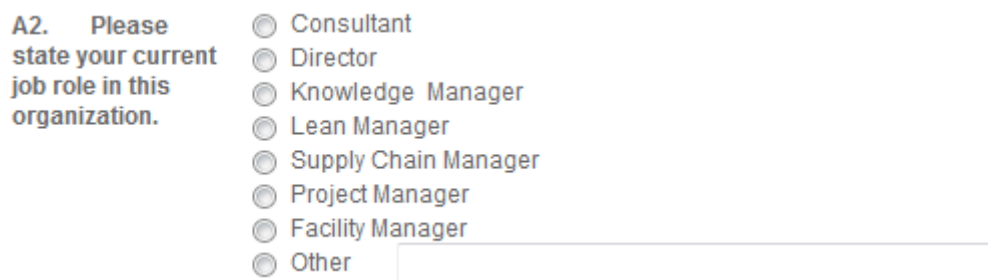 A2. Please
state your current
job role in this
organization.
Consultant
Director
Knowledge Manager
Lean Manager
Supply Chain Manager
Project Manager
Facility Manager
Other